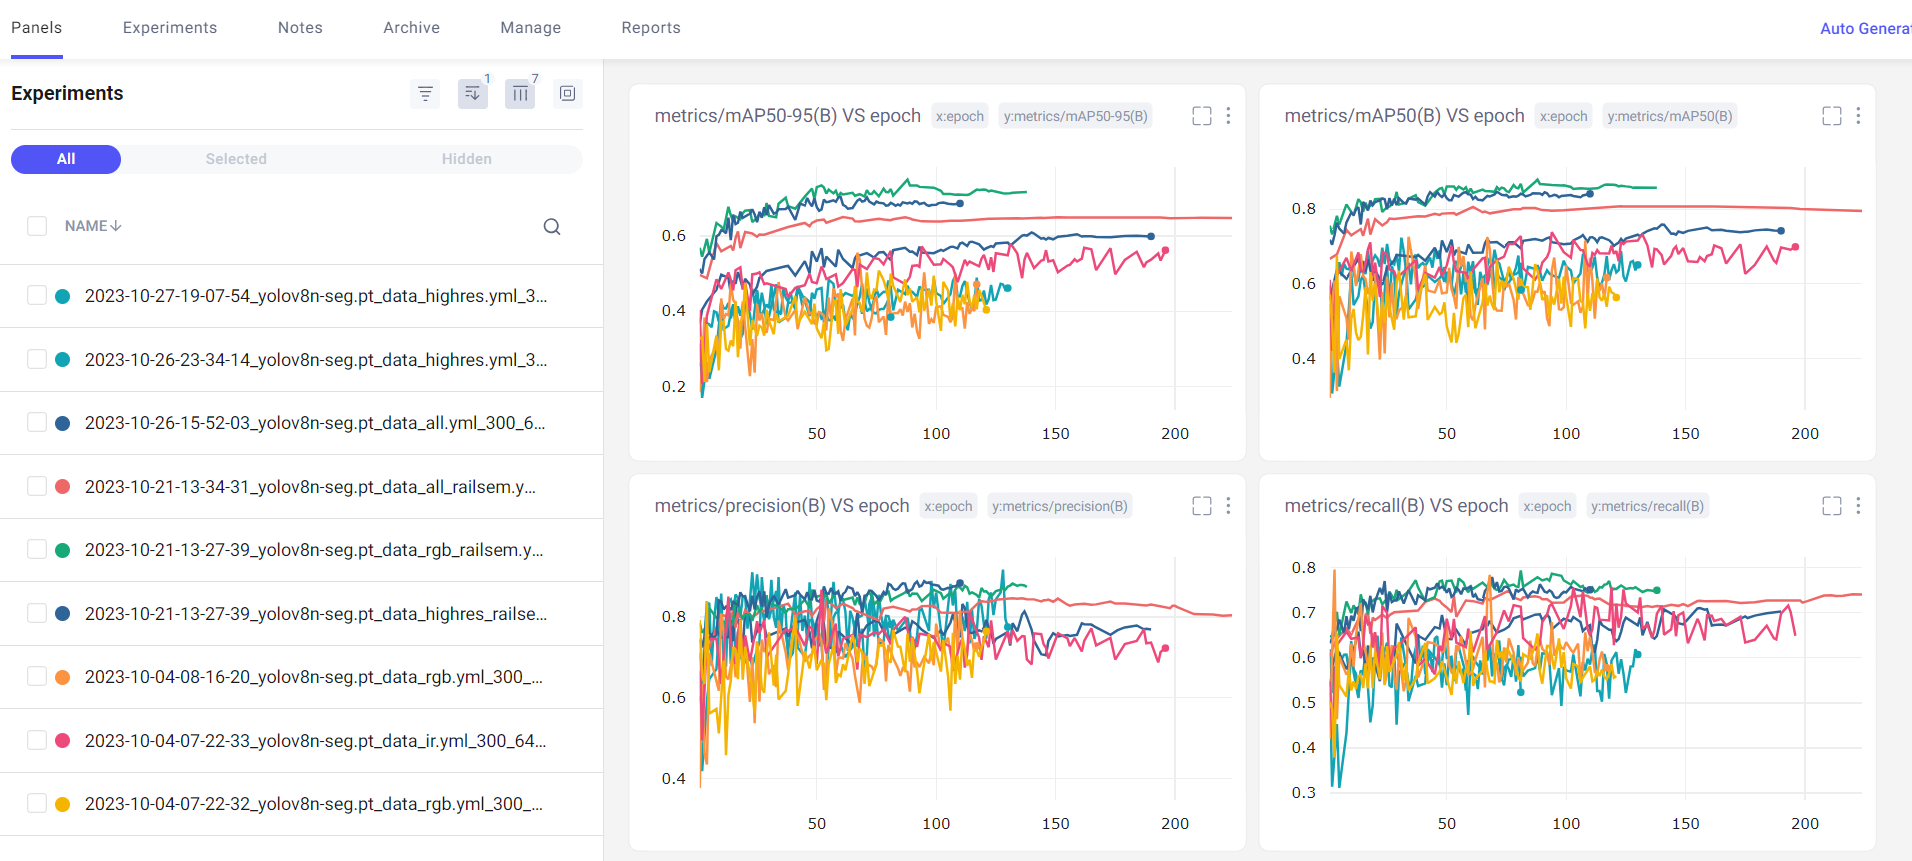 Panels Experiments Notes Archive Manage Reports Auto Generat
Experiments 1 7
All Selected Hidden
NAME
2023-10-27-19-07-54_yolov8n-seg.pt_data_highres.yml_3...
2023-10-26-23-34-14_yolov8n-seg.pt_data_highres.yml_3...
2023-10-26-15-52-03_yolov8n-seg.pt_data_all.yml_300_6...
2023-10-21-13-34-31_yolov8n-seg.pt_data_all_railsem.y...
2023-10-21-13-27-39_yolov8n-seg.pt_data_rgb_railsem.y...
2023-10-21-13-27-39_yolov8n-seg.pt_data_highres_railse...
2023-10-04-08-16-20_yolov8n-seg.pt_data_rgb.yml_300_...
2023-10-04-07-22-33_yolov8n-seg.pt_data_ir.yml_300_64...
2023-10-04-07-22-32_yolov8n-seg.pt_data_rgb.yml_300_...
metrics/mAP50-95(B) VS epoch x:epoch y:metrics/mAP50-95(B)
0.6
0.4
0.2
50 100 150 200
metrics/mAP50(B) VS epoch x:epoch y:metrics/mAP50(B)
0.8
0.6
0.4
50 100 150 200
metrics/precision(B) VS epoch x:epoch y:metrics/precision(B)
0.8
0.6
0.4
50 100 150 200
metrics/recall(B) VS epoch x:epoch y:metrics/recall(B)
0.8
0.7
0.6
0.5
0.4
0.3
50 100 150 200